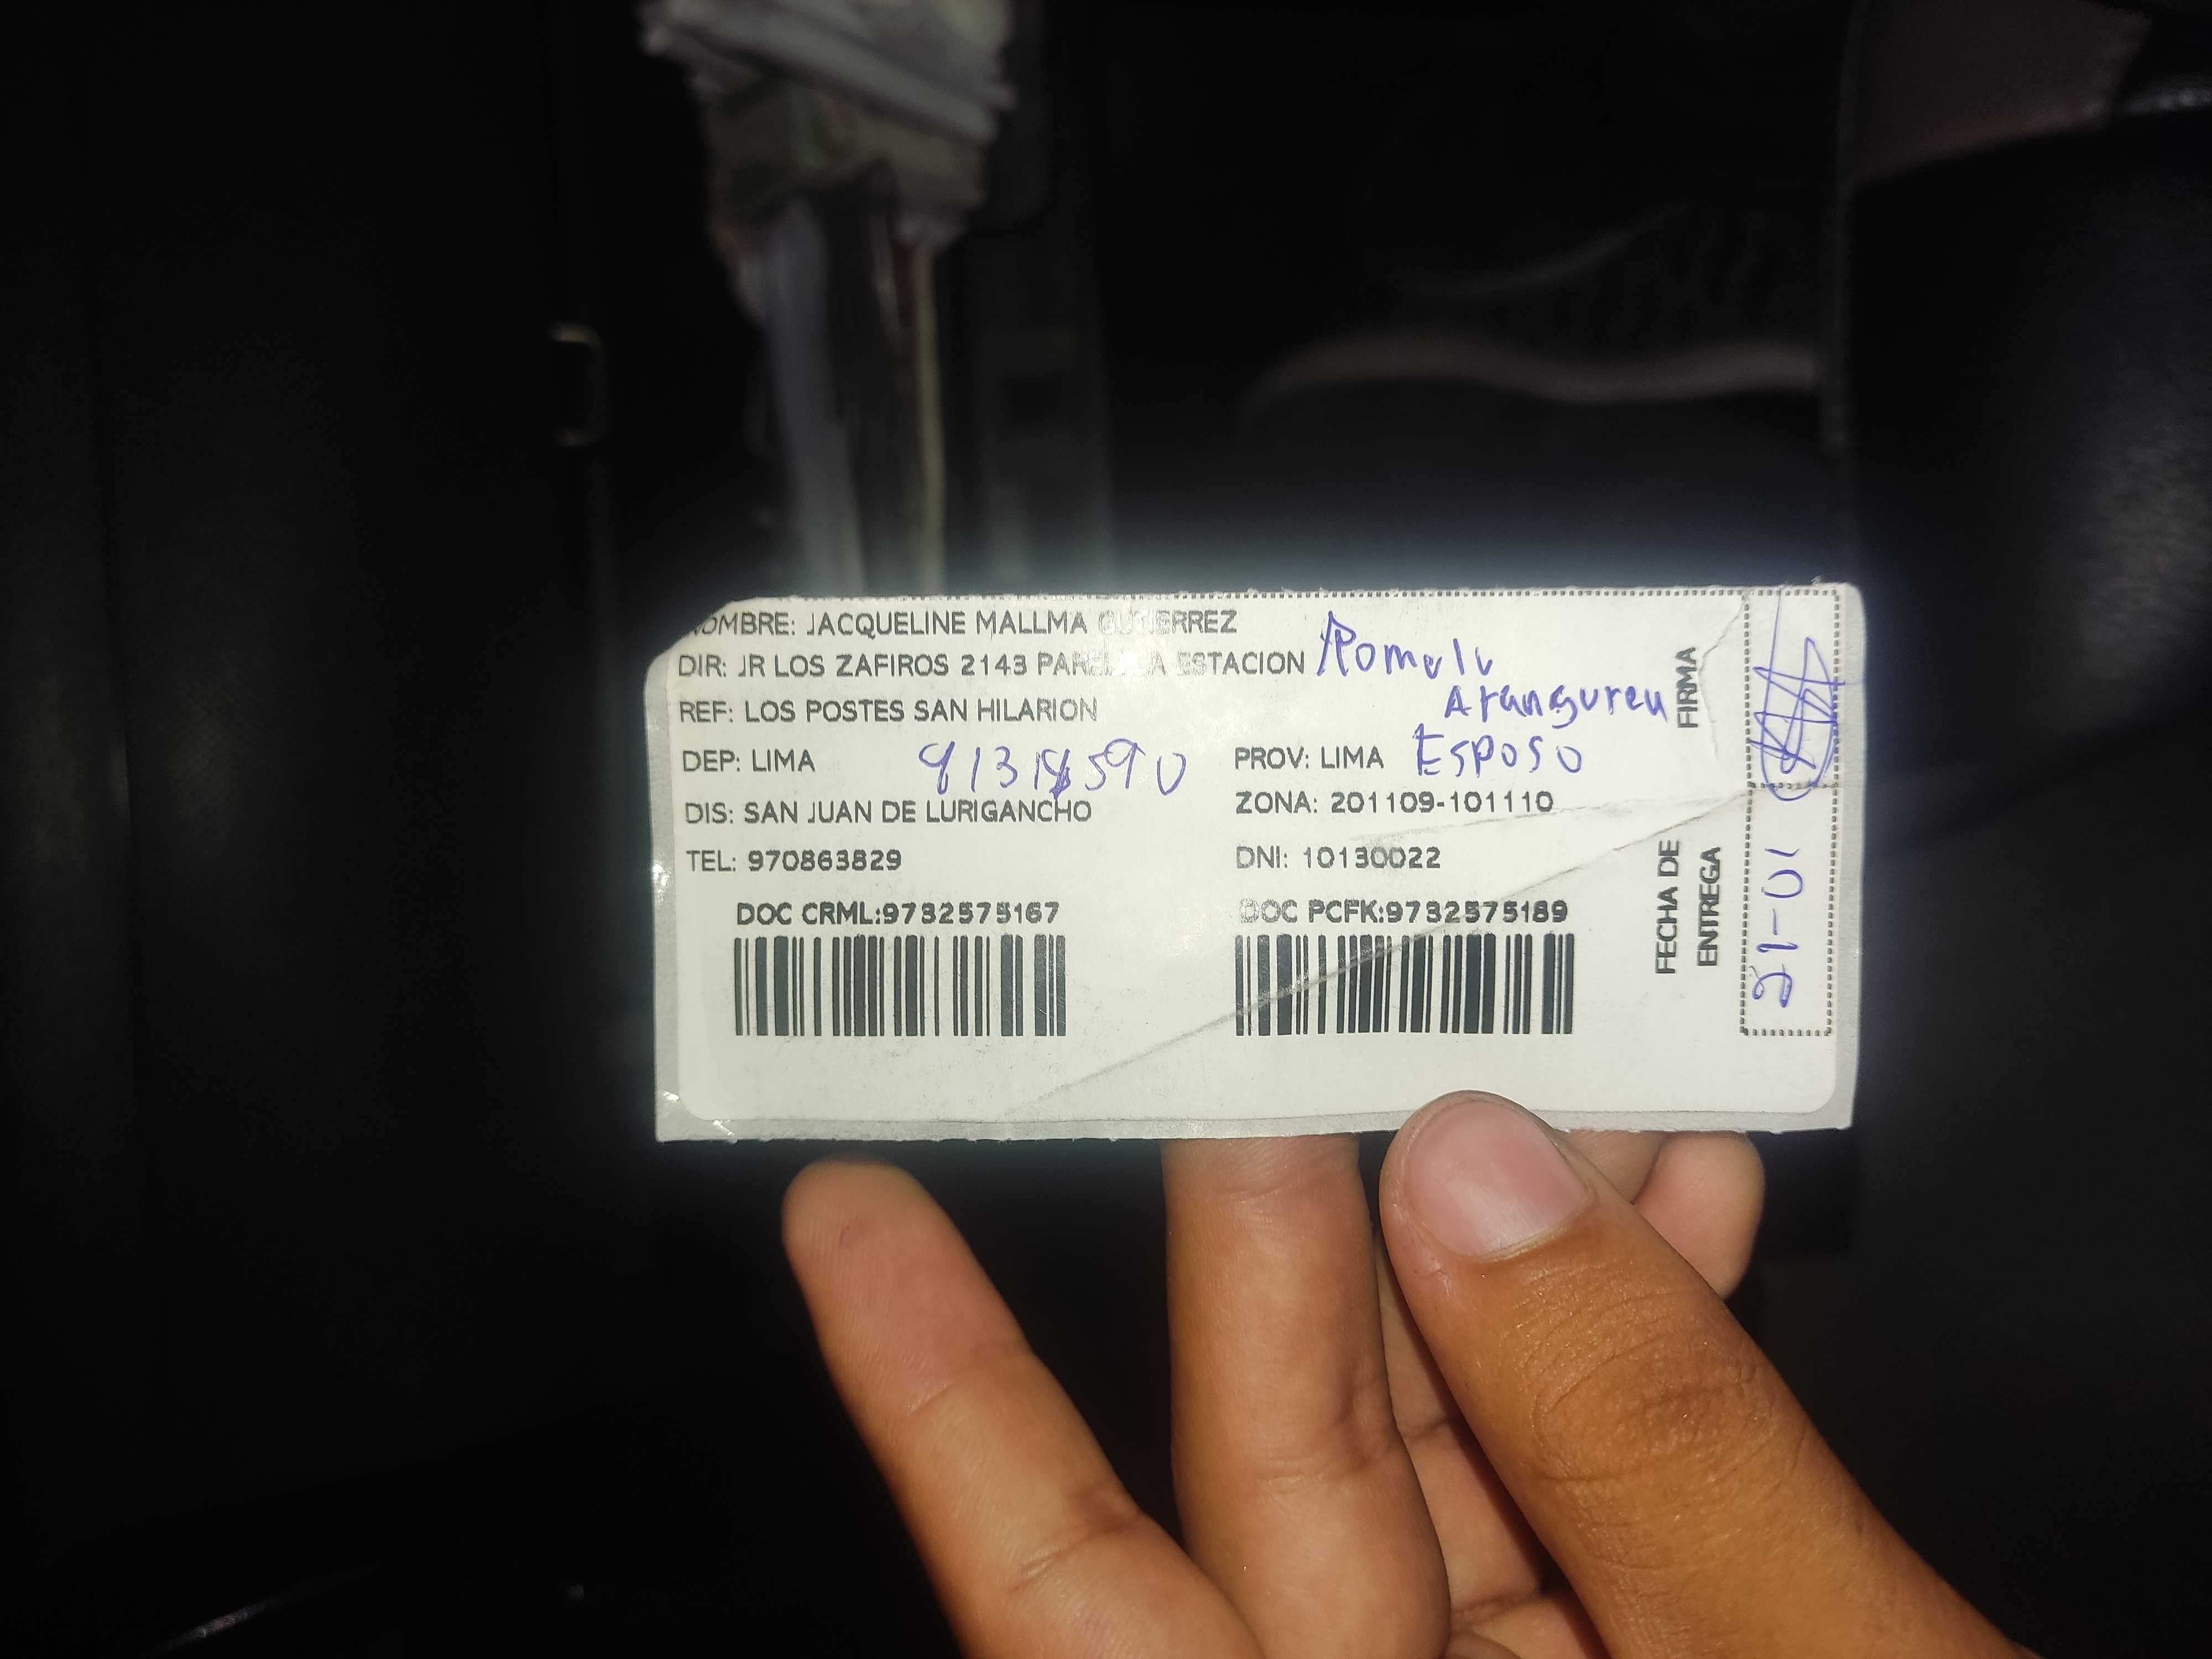 NOMBRE: JACQUELINE MALLMA GUTIERREZ
DIR: JR LOS ZAFIROS 2143 LA ESTACION
Romulo
Aranguren
REF: LOS POSTES SAN HILARION
DEP: LIMA
PROV: LIMA
Esposo
DIS: SAN JUAN DE LURIGANCHO
ZONA: 201109-101110
TEL: 970863829
DNI: 10130022
DOC CRML:9732575167
DOC PCFK:9732575189
FIRMA
FECHA DE
ENTREGA
21-01